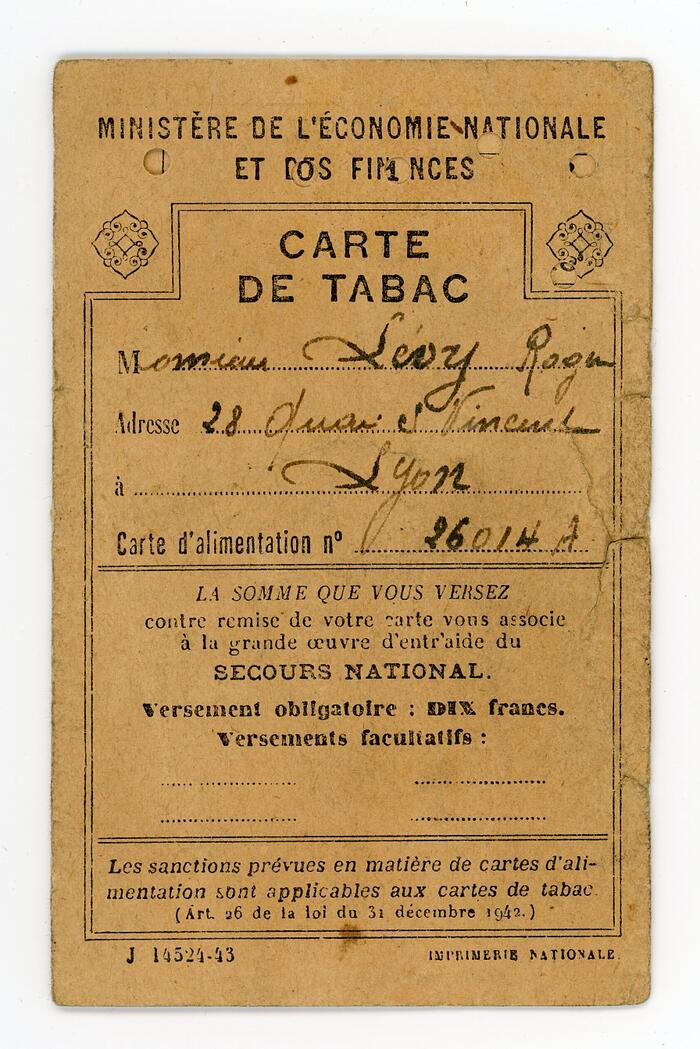 MINISTÈRE DE L'ÉCONOMIE NATIONALE
ET DES FINANCES
CARTE
DE TABAC
Monsieur Lévy Roger
Adresse 28 Quai St Vincent
à Lyon
Carte d'alimentation nº 26014 A
LA SOMME QUE VOUS VERSEZ
contre remise de votre carte vous associe
à la grande œuvre d'entr'aide du
SECOURS NATIONAL.
Versement obligatoire : DIX francs.
Versements facultatifs :
Les sanctions prévues en matière de cartes d'ali-
mentation sont applicables aux cartes de tabac.
(Art. 26 de la loi du 31 décembre 1942.)
J 14524-43
IMPRIMERIE NATIONALE.